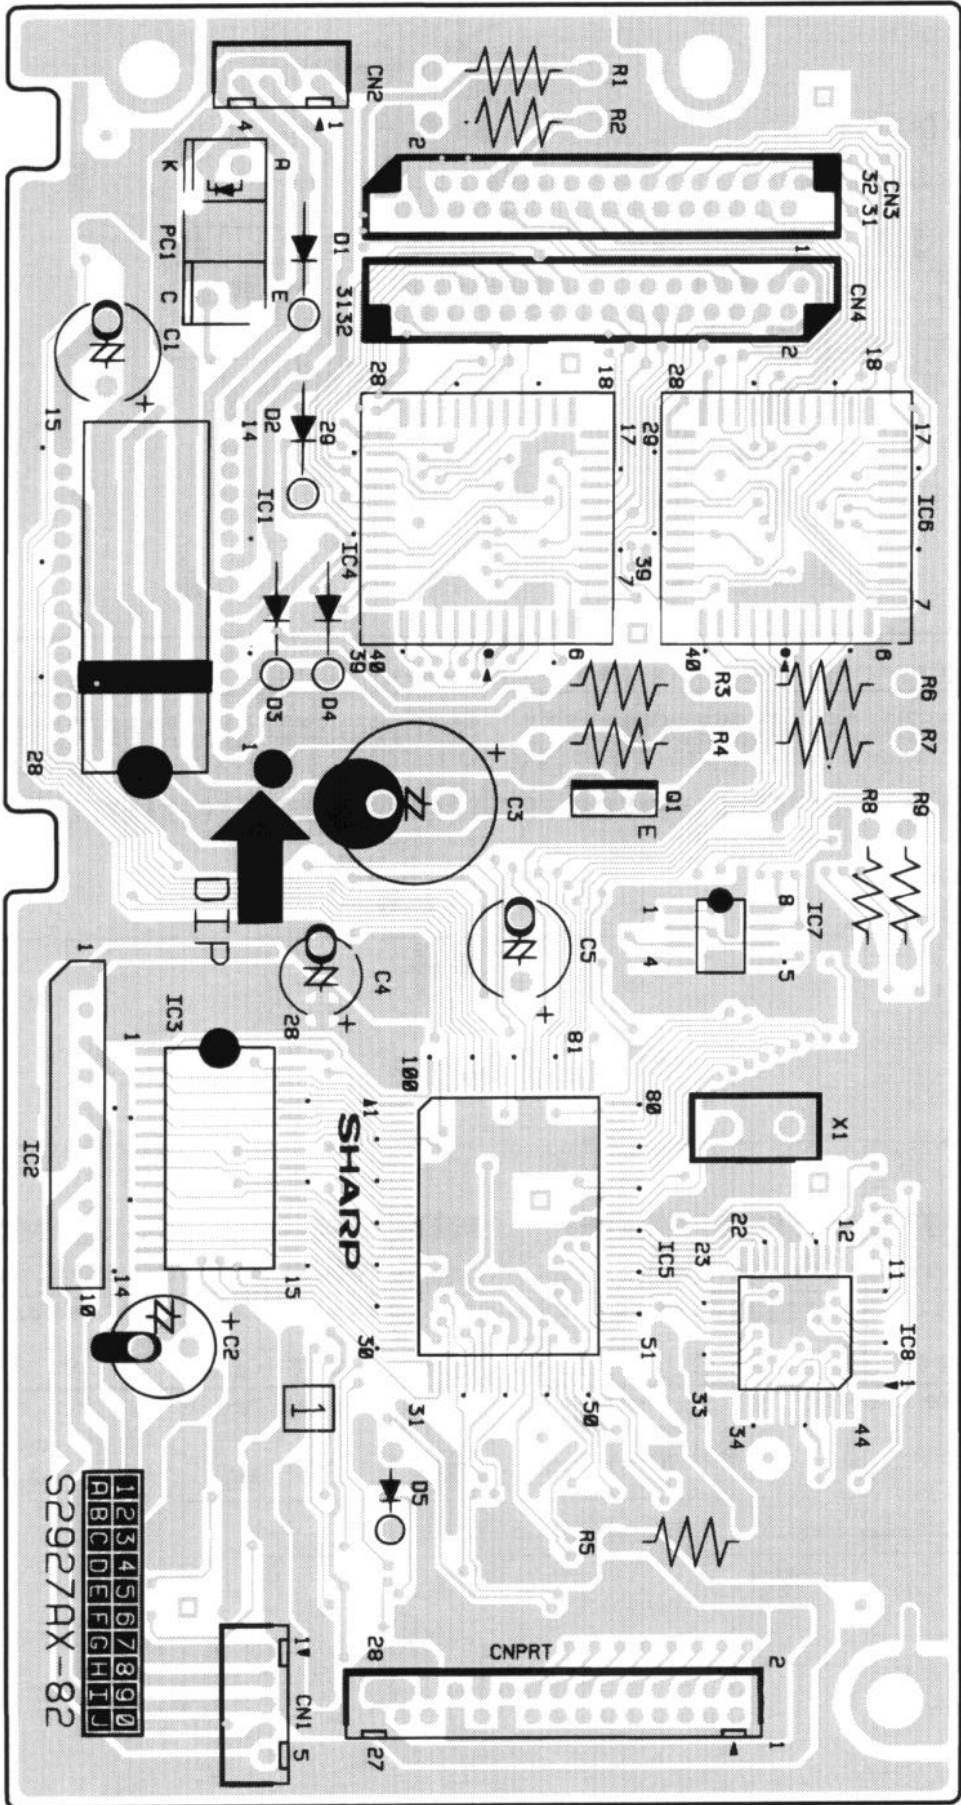 CN2
4
1
R1
R2
2
CN3
32 31
K
A
PC1
D1
C
E
1
3132
CN4
2
C1
+
28
18
28
18
15
D2
14
29
17
29
17
IC1
IC4
IC6
7
39
7
39
40
6
40
6
D3
D4
R3
R6
R4
R7
28
1
+
C3
Q1
E
R8
R9
DIP
1
8
IC7
4
5
C4
C5
+
+
1
IC3
28
1
100
81
1
SHARP
80
X1
IC2
22
12
23
11
IC5
10
14
15
+C2
30
51
IC8
1
33
34
44
1
31
50
D5
R5
1234567890
ABCDEFGHIJ
S2927AX-82
1
CN1
5
28
CNPRT
2
27
1